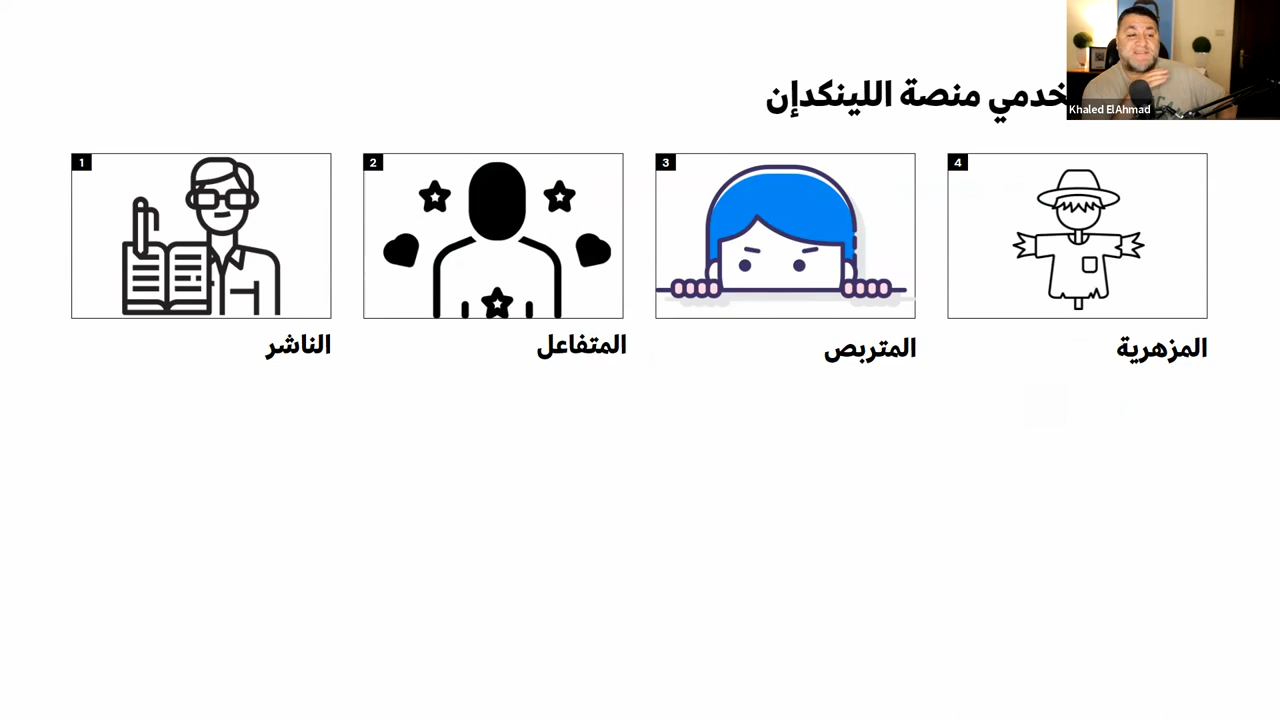 خدمي منصة اللينكدإن
Khaled ElAhmad
1
2
3
4
الناشر
المتفاعل
المتربص
المزهرية